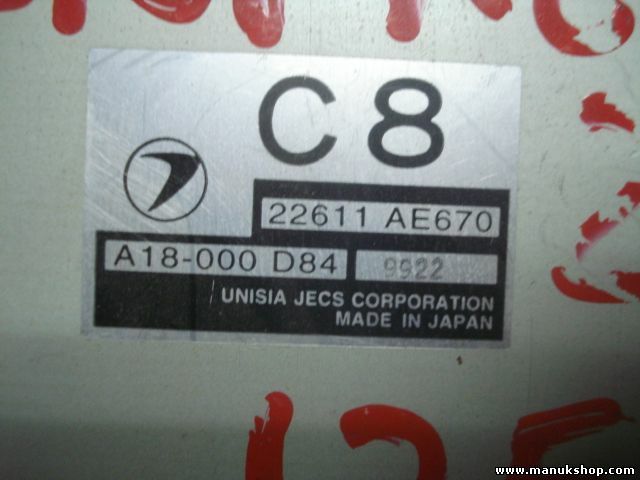 C8
22611 AE670
A18-000 D84 9922
UNISIA JECS CORPORATION
MADE IN JAPAN
www.manukshop.com